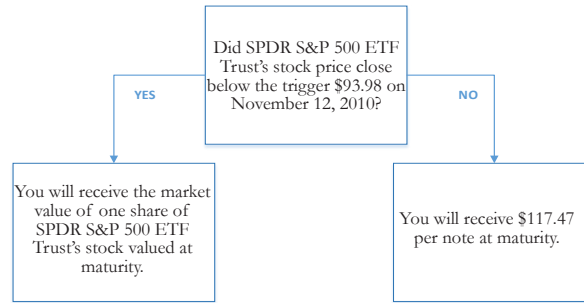 Did SPDR S&P 500 ETF
Trust's stock price close
below the trigger $93.98 on
November 12, 2010?
YES
NO
You will receive the market
value of one share of
SPDR S&P 500 ETF
Trust's stock valued at
maturity.
You will receive $117.47
per note at maturity.